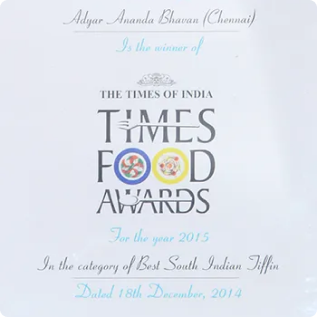 Adyar Ananda Bhavan (Chennai)
Is the winner of
THE TIMES OF INDIA
TIMES
FOOD
AWARDS
For the year 2015
In the category of Best South Indian Tiffin
Dated 18th December, 2014